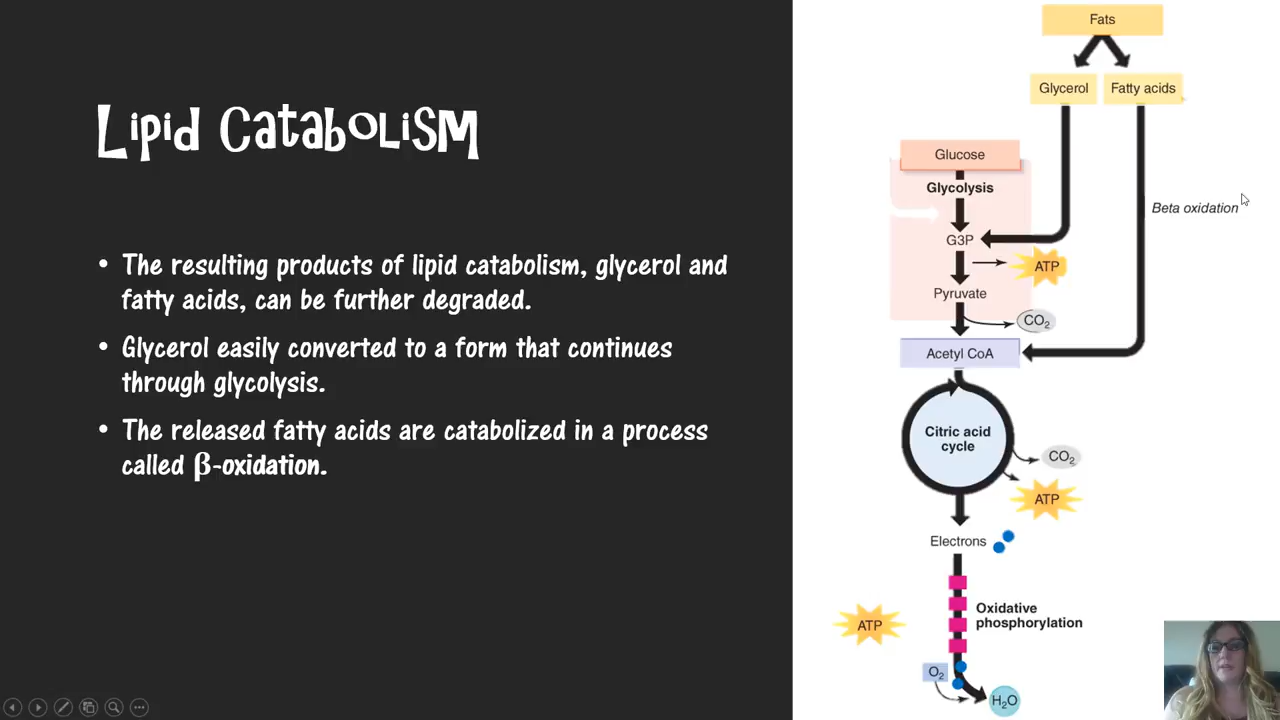 Lipid Catabolism
• The resulting products of lipid catabolism, glycerol and
fatty acids, can be further degraded.
• Glycerol easily converted to a form that continues
through glycolysis.
• The released fatty acids are catabolized in a process
called β-oxidation.
Fats
Glycerol
Fatty acids
Glucose
Glycolysis
Beta oxidation
G3P
ATP
Pyruvate
CO₂
Acetyl CoA
Citric acid
cycle
CO₂
ATP
Electrons
Oxidative
phosphorylation
ATP
O₂
H₂O